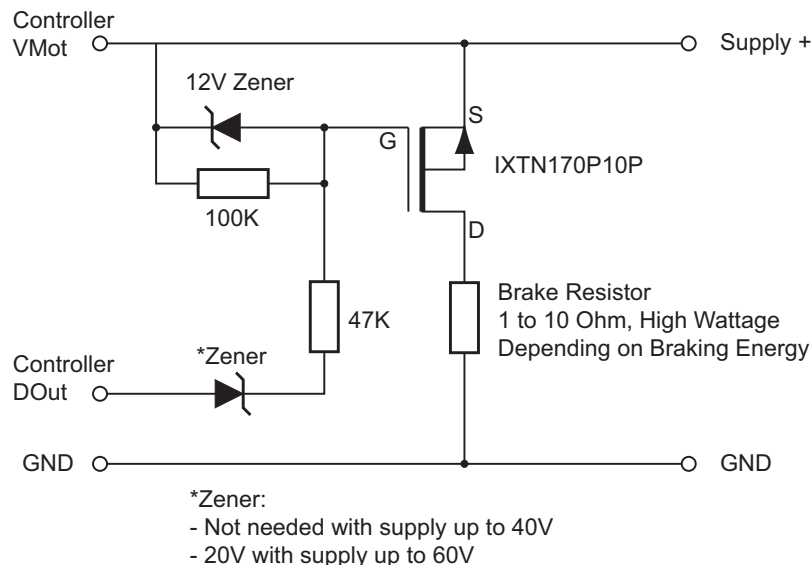 Controller
VMot
Supply +
12V Zener
S
G
IXTN170P10P
100K
D
Brake Resistor
1 to 10 Ohm, High Wattage
Depending on Braking Energy
47K
*Zener
Controller
DOut
GND
GND
*Zener:
- Not needed with supply up to 40V
- 20V with supply up to 60V